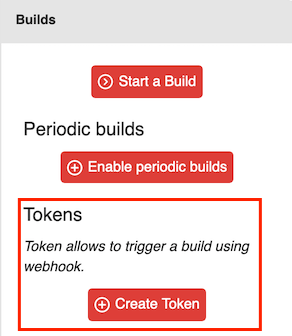 Builds
Start a Build
Periodic builds
Enable periodic builds
Tokens
Token allows to trigger a build using
webhook.
Create Token